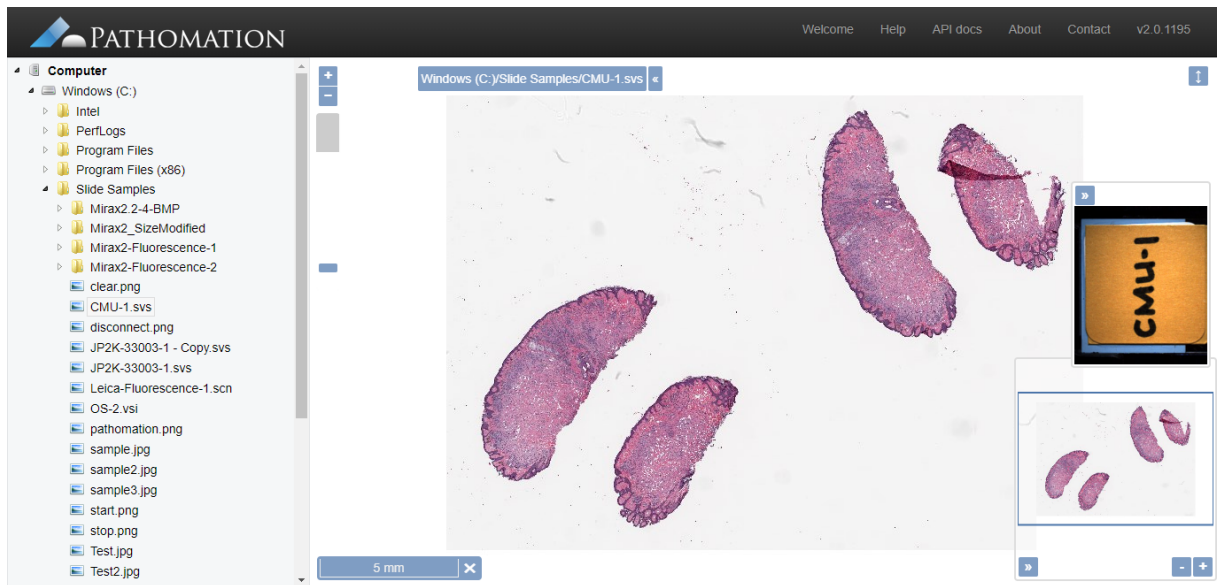 PATHOMATION
Welcome Help API docs About Contact v2.0.1195
Computer
Windows (C:)
Intel
PerfLogs
Program Files
Program Files (x86)
Slide Samples
Mirax2.2-4-BMP
Mirax2_SizeModified
Mirax2-Fluorescence-1
Mirax2-Fluorescence-2
clear.png
CMU-1.svs
disconnect.png
JP2K-33003-1 - Copy.svs
JP2K-33003-1.svs
Leica-Fluorescence-1.scn
OS-2.vsi
pathomation.png
sample.jpg
sample2.jpg
sample3.jpg
start.png
stop.png
Test.jpg
Test2.jpg
+
-
Windows (C:)/Slide Samples/CMU-1.svs «
»
CMU-1
5 mm
»
- +